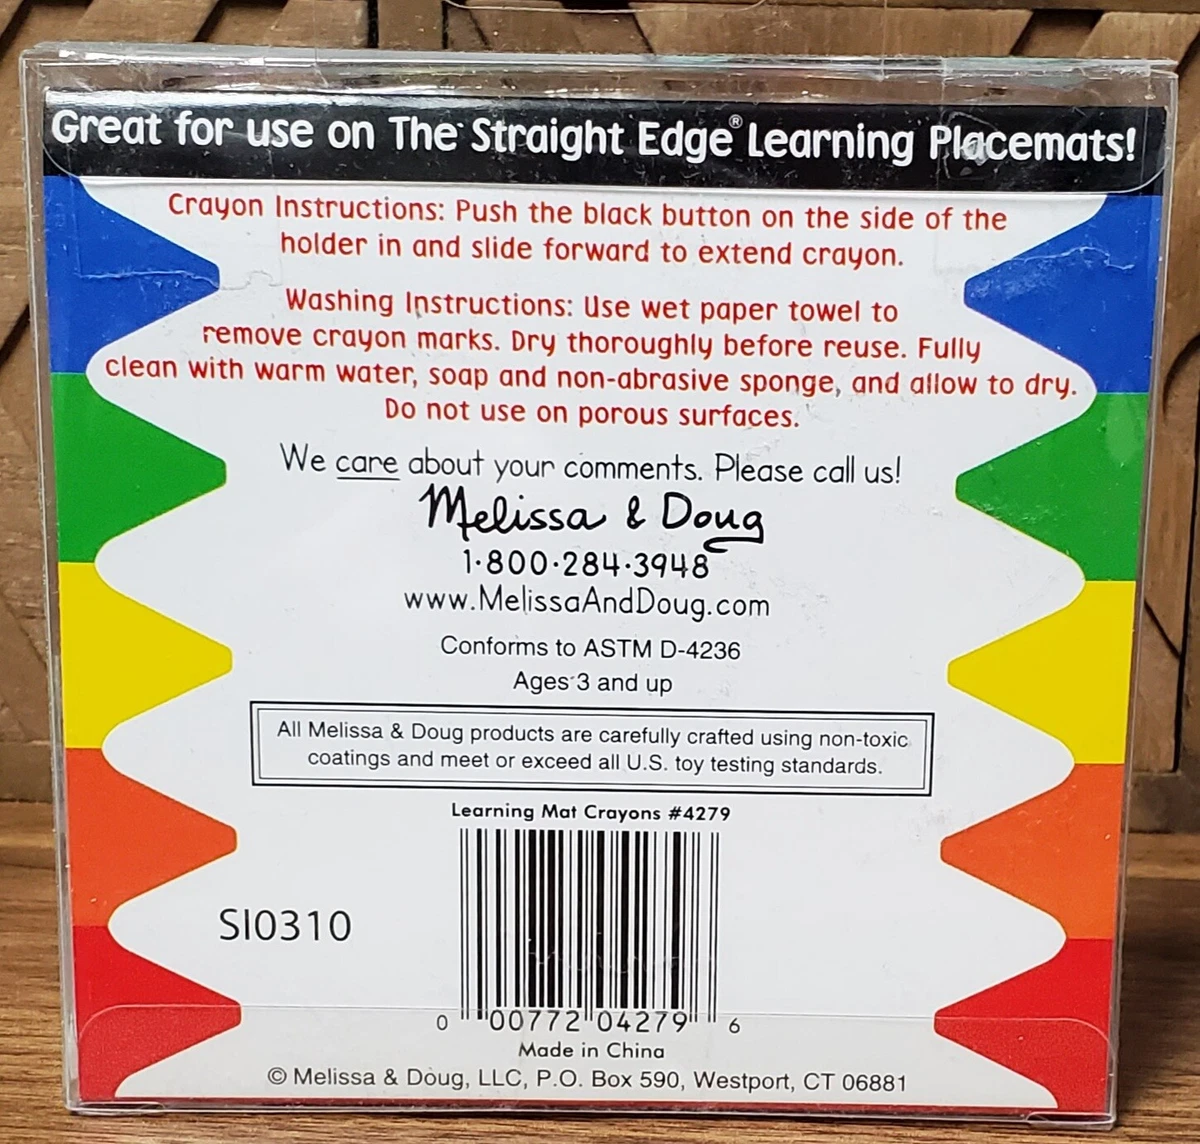 Great for use on The Straight Edge® Learning Placemats!
Crayon Instructions: Push the black button on the side of the
holder in and slide forward to extend crayon.
Washing Instructions: Use wet paper towel to
remove crayon marks. Dry thoroughly before reuse. Fully
clean with warm water, soap and non-abrasive sponge, and allow to dry.
Do not use on porous surfaces.
We care about your comments. Please call us!
Melissa & Doug
1·800·284·3948
www.MelissaAndDoug.com
Conforms to ASTM D-4236
Ages 3 and up
All Melissa & Doug products are carefully crafted using non-toxic
coatings and meet or exceed all U.S. toy testing standards.
Learning Mat Crayons #4279
SI0310
0 00772 04279 6
Made in China
© Melissa & Doug, LLC, P.O. Box 590, Westport, CT 06881